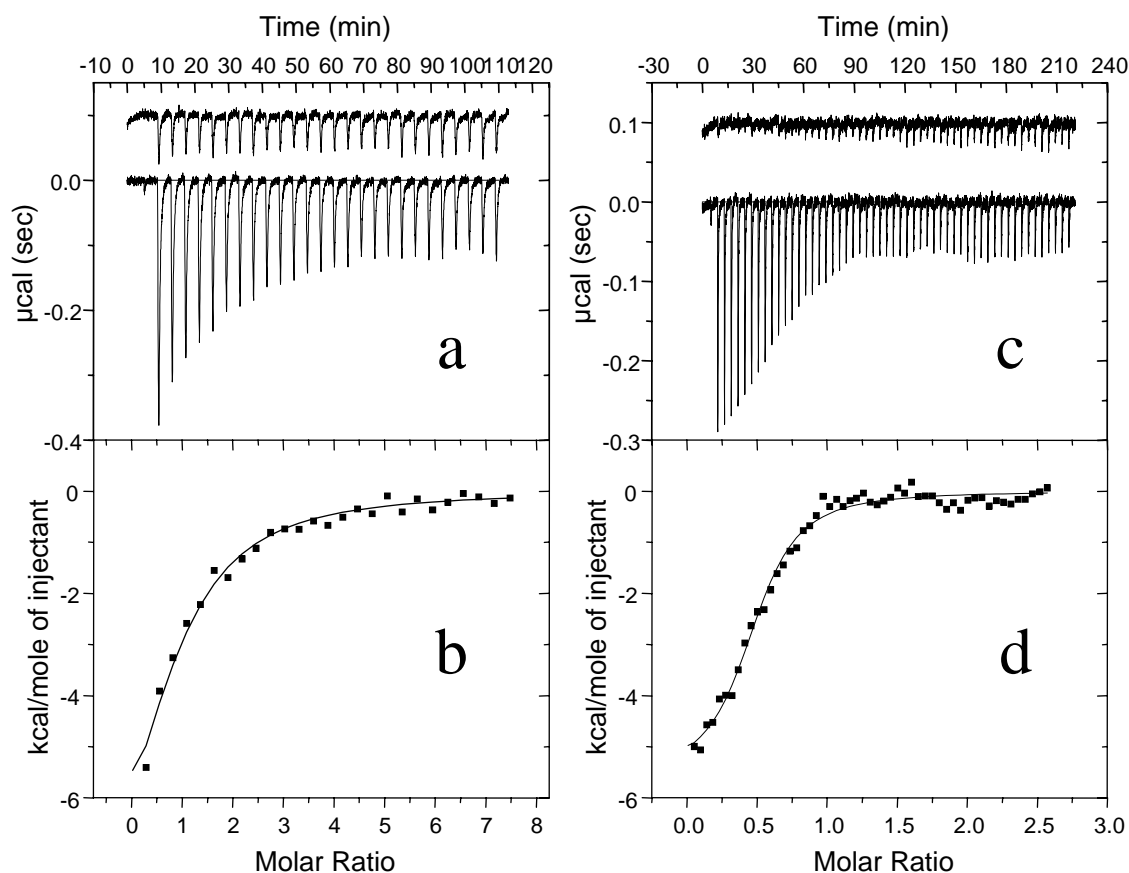 Time (min)
-10 0 10 20 30 40 50 60 70 80 90 100 110 120
0.0
-0.2
-0.4
µcal (sec)
a
0
-2
-4
-6
kcal/mole of injectant
b
0 1 2 3 4 5 6 7 8
Molar Ratio
Time (min)
-30 0 30 60 90 120 150 180 210 240
0.1
0.0
-0.1
-0.2
-0.3
µcal (sec)
c
0
-2
-4
-6
kcal/mole of injectant
d
0.0 0.5 1.0 1.5 2.0 2.5 3.0
Molar Ratio